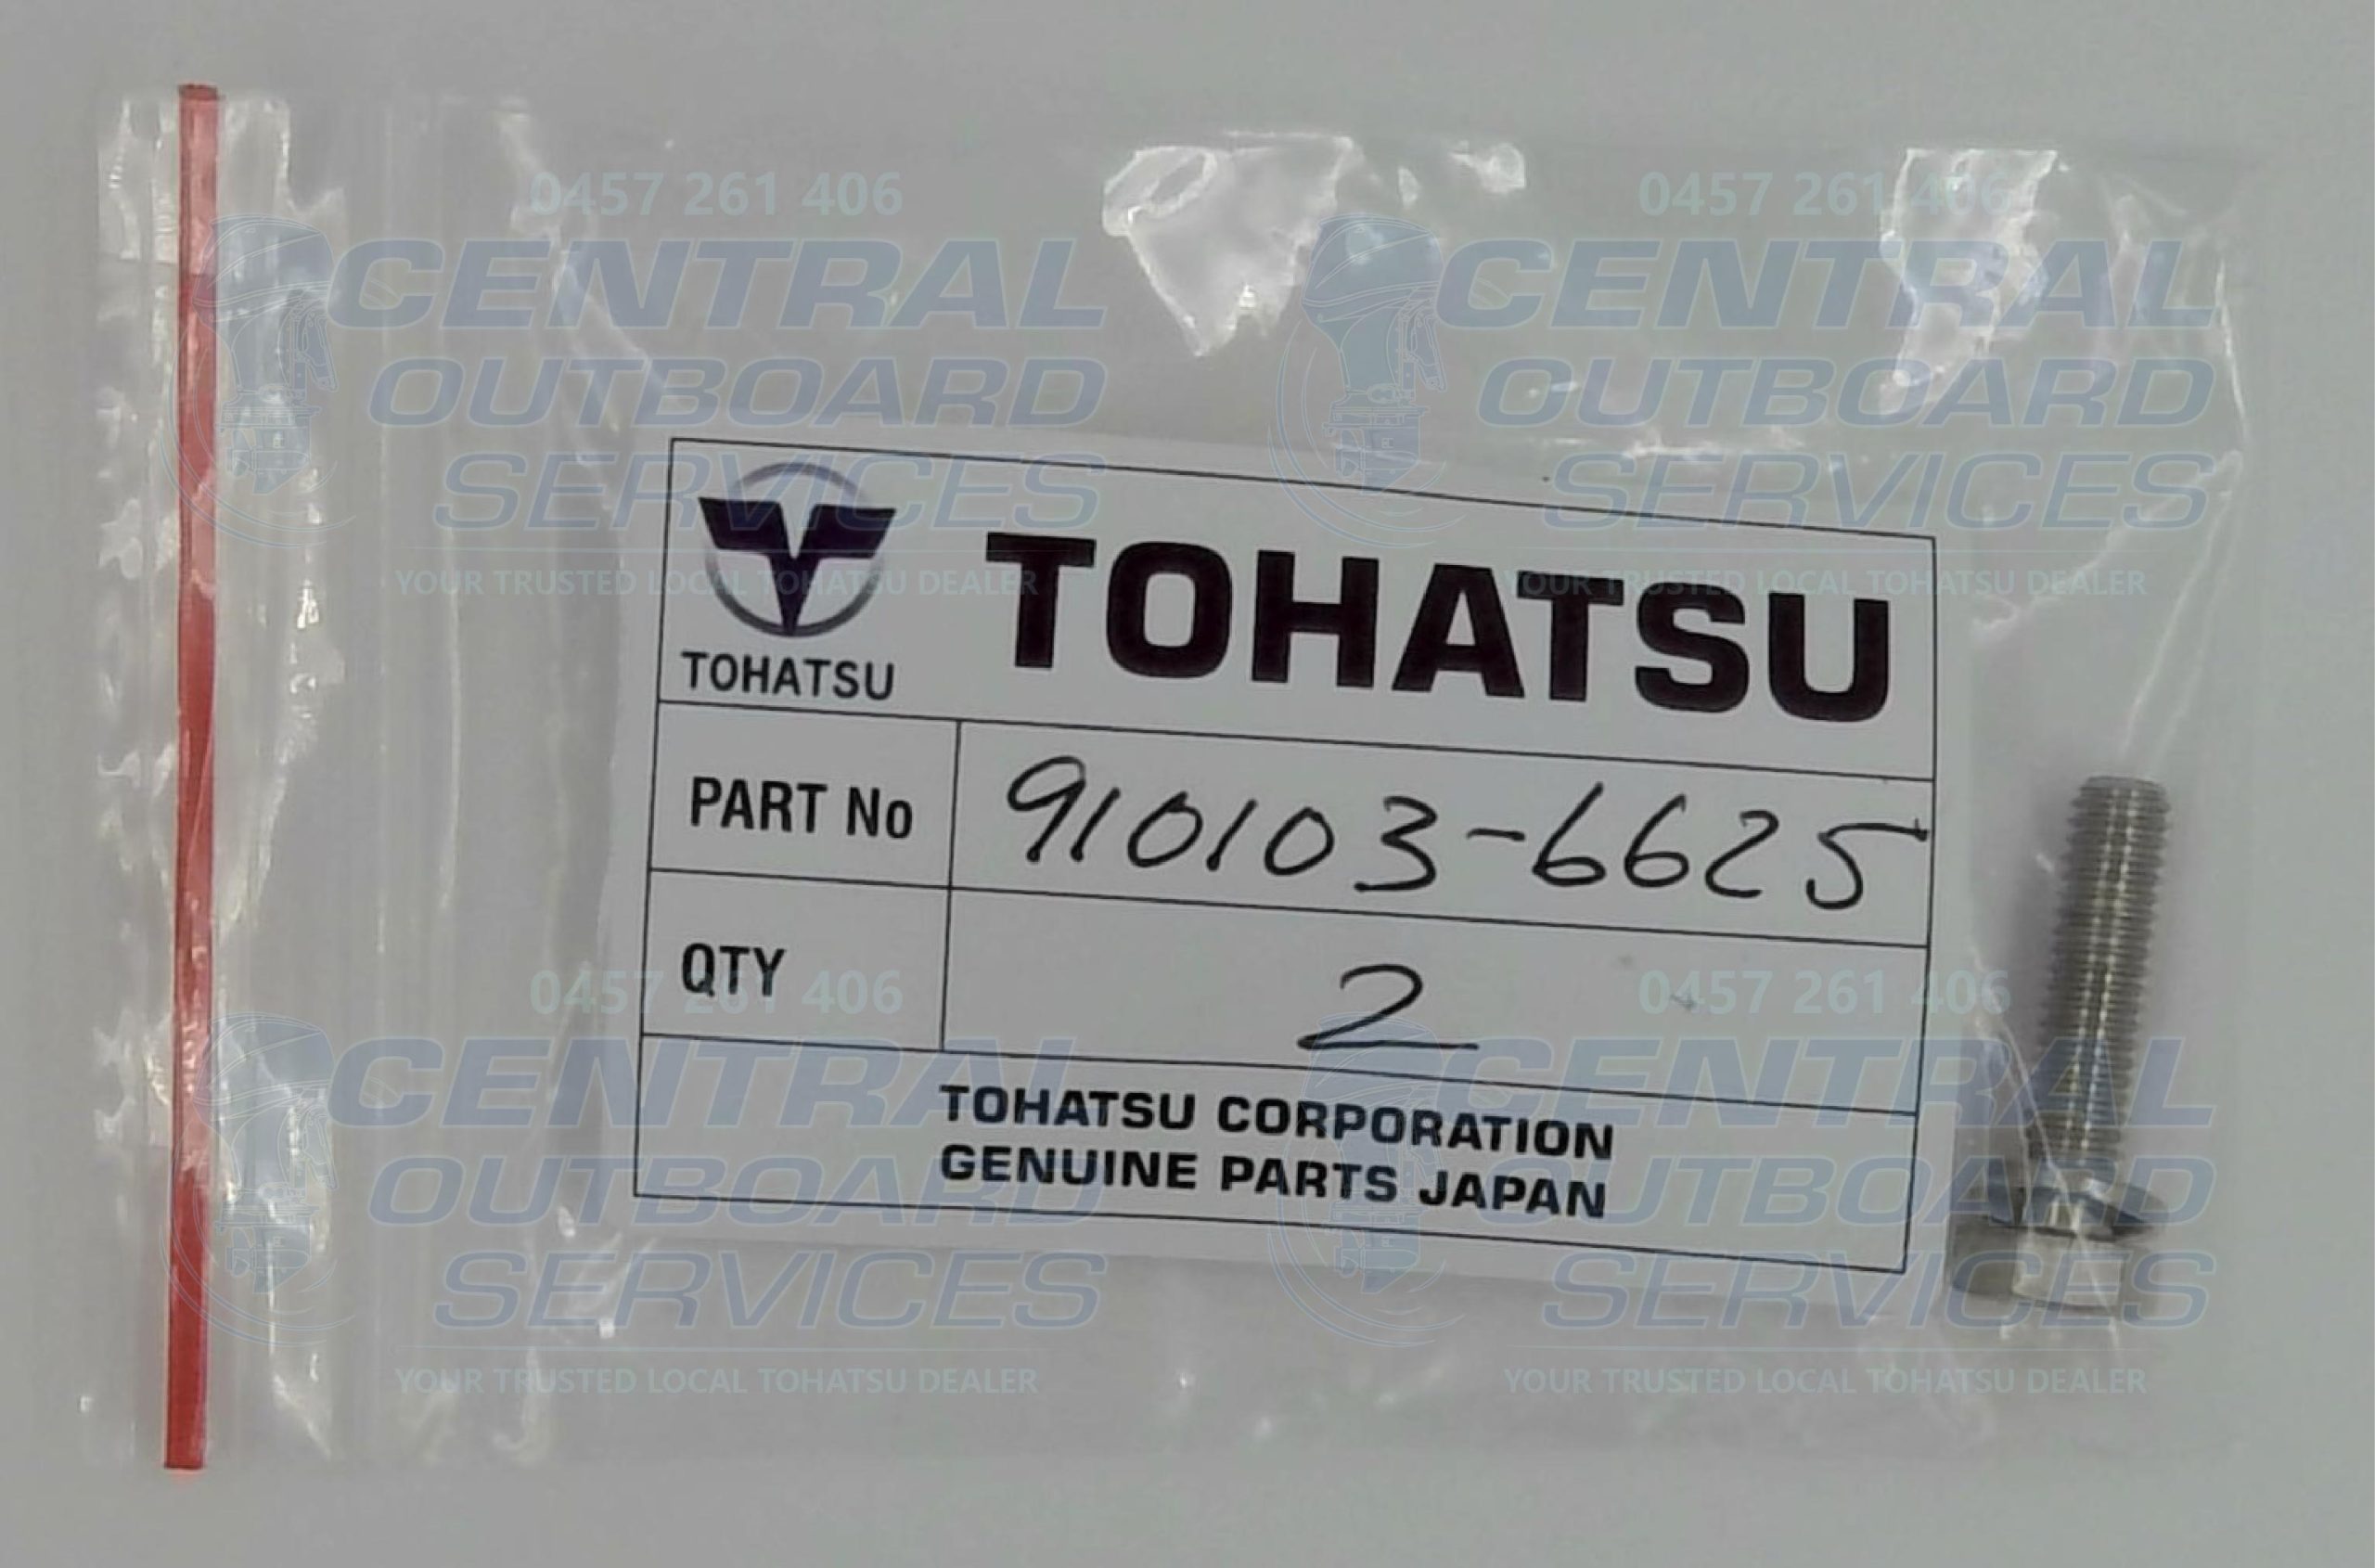 0457 261 406
CENTRAL
OUTBOARD
SERVICES
YOUR TRUSTED LOCAL TOHATSU DEALER
0457 261 406
CENTRAL
OUTBOARD
SERVICES
YOUR TRUSTED LOCAL TOHATSU DEALER
TOHATSU
TOHATSU
PART No 910103-6625
QTY 2
TOHATSU CORPORATION
GENUINE PARTS JAPAN
0457 261 406
CENTRAL
OUTBOARD
SERVICES
YOUR TRUSTED LOCAL TOHATSU DEALER
0457 261 406
CENTRAL
OUTBOARD
SERVICES
YOUR TRUSTED LOCAL TOHATSU DEALER